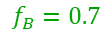 f_B = 0.7